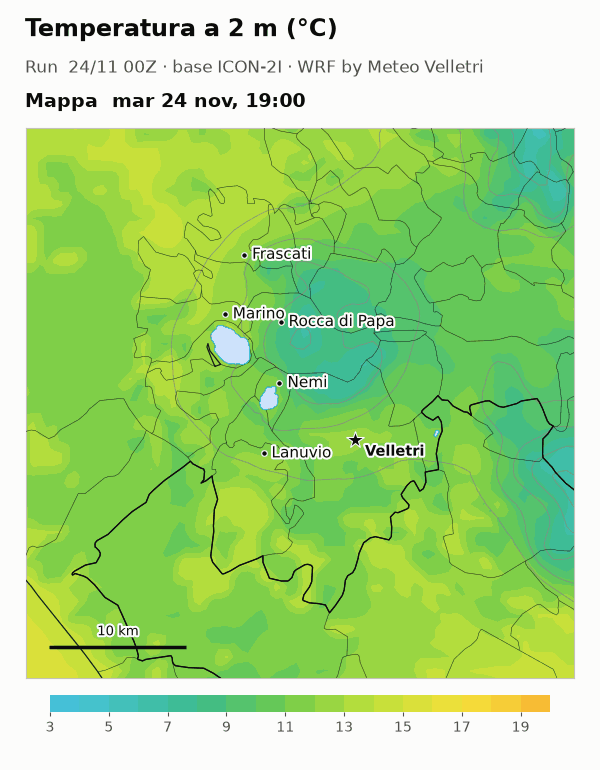 Temperatura a 2 m (°C)
Run  24/11 00Z · base ICON-2I · WRF by Meteo Velletri
Mappa  mar 24 nov, 19:00
Frascati
Marino
Rocca di Papa
Nemi
Velletri
Lanuvio
10 km
3 5 7 9 11 13 15 17 19